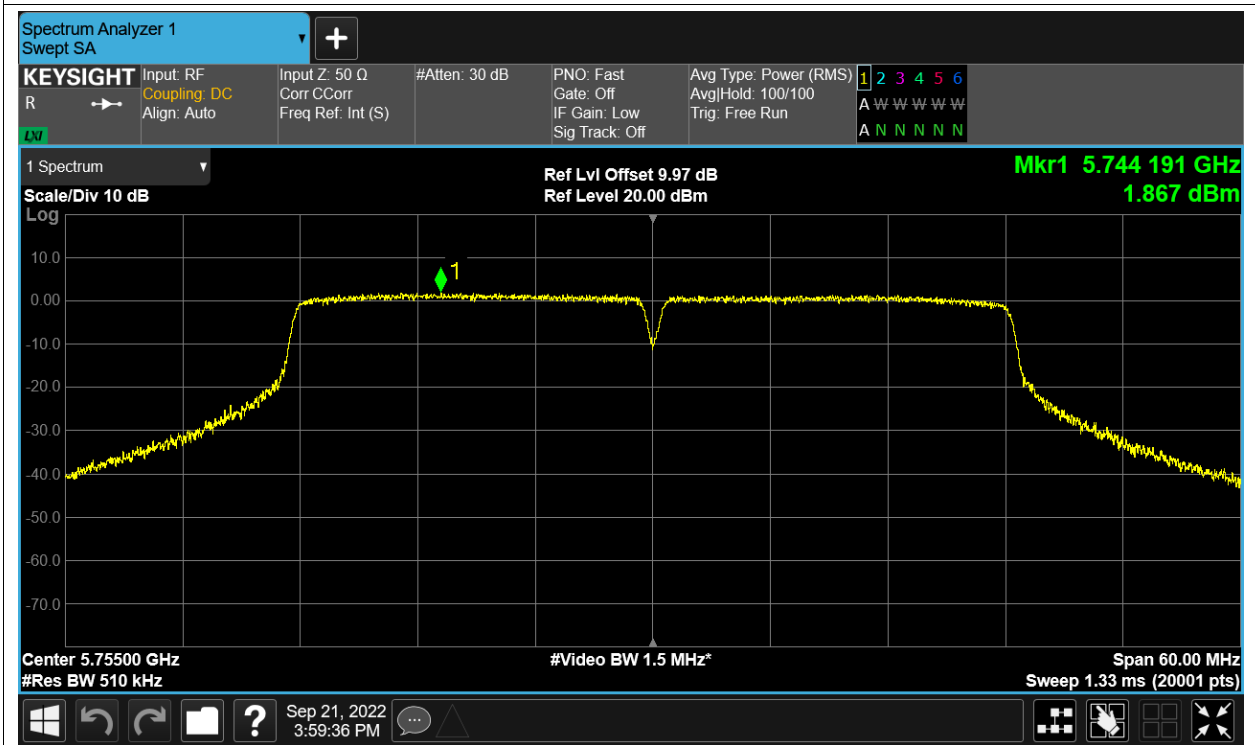 Spectrum Analyzer 1
Swept SA
KEYSIGHT
R
LXI
Input: RF
Coupling: DC
Align: Auto
Input Z: 50 Ω
Corr CCorr
Freq Ref: Int (S)
#Atten: 30 dB
PNO: Fast
Gate: Off
IF Gain: Low
Sig Track: Off
Avg Type: Power (RMS)
Avg|Hold: 100/100
Trig: Free Run
1 2 3 4 5 6
A W W W W W
A N N N N N
1 Spectrum
Scale/Div 10 dB
Ref Lvl Offset 9.97 dB
Ref Level 20.00 dBm
Mkr1 5.744 191 GHz
1.867 dBm
Log
10.0
0.00
-10.0
-20.0
-30.0
-40.0
-50.0
-60.0
-70.0
1
Center 5.75500 GHz
#Res BW 510 kHz
#Video BW 1.5 MHz*
Span 60.00 MHz
Sweep 1.33 ms (20001 pts)
?
Sep 21, 2022
3:59:36 PM